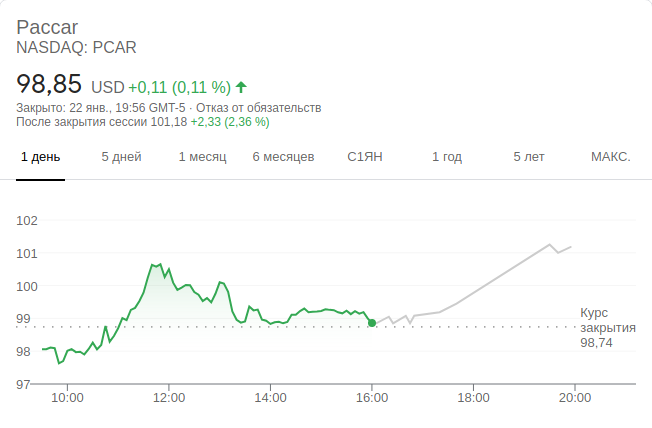 Paccar
NASDAQ: PCAR
98,85 USD +0,11 (0,11 %)
Закрыто: 22 янв., 19:56 GMT-5 · Отказ от обязательств
После закрытия сессии 101,18 +2,33 (2,36 %)
1 день 5 дней 1 месяц 6 месяцев С1ЯН 1 год 5 лет МАКС.
102
101
100
99
98
97
Курс
закрытия
98,74
10:00 12:00 14:00 16:00 18:00 20:00